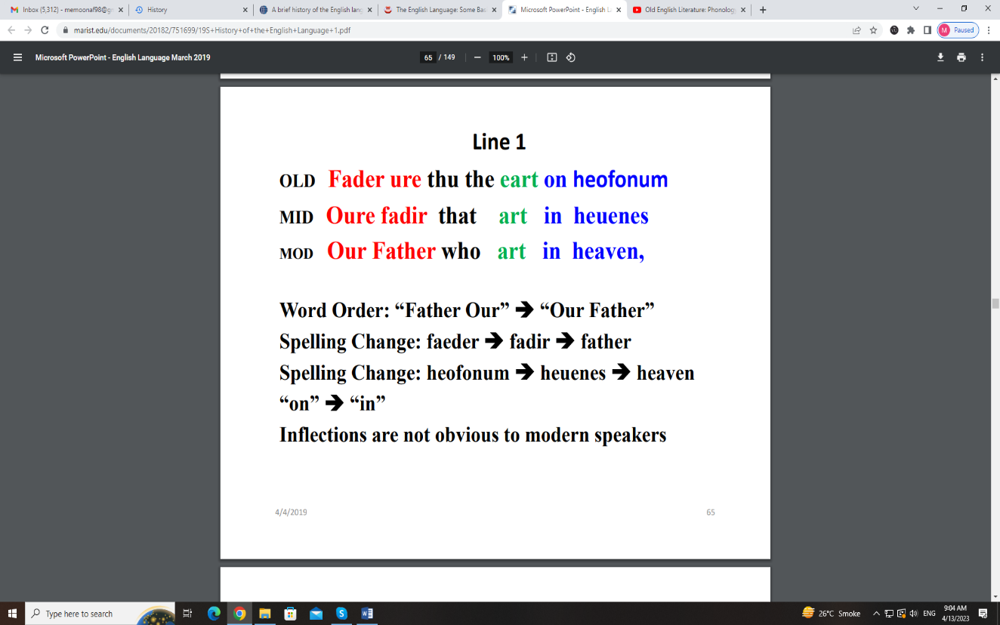 Inbox (5,312) - memoonaf98@gm
History
A brief history of the English lang
The English Language: Some Bas
Microsoft PowerPoint - English La
Old English Literature: Phonolog
marist.edu/documents/20182/751699/19S+History+of+the+English+Language+1.pdf
M Paused
Microsoft PowerPoint - English Language March 2019
65 / 149
100%
Line 1
OLD Fader ure thu the eart on heofonum
MID Oure fadir that art in heuenes
MOD Our Father who art in heaven,
Word Order: “Father Our” ➔ “Our Father”
Spelling Change: faeder ➔ fadir ➔ father
Spelling Change: heofonum ➔ heuenes ➔ heaven
“on” ➔ “in”
Inflections are not obvious to modern speakers
4/4/2019
65
Type here to search
26°C Smoke
ENG
9:04 AM
4/13/2023